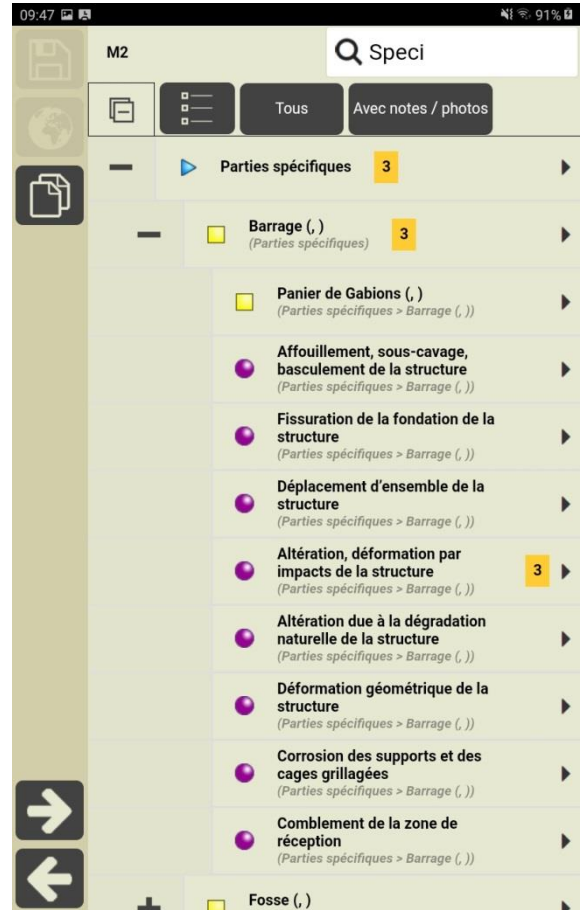 09:47 91%
M2 Speci
Tous Avec notes / photos
Parties spécifiques 3
Barrage (, ) 3
(Parties spécifiques)
Panier de Gabions (, )
(Parties spécifiques > Barrage (, ))
Affouillement, sous-cavage,
basculement de la structure
(Parties spécifiques > Barrage (, ))
Fissuration de la fondation de la
structure
(Parties spécifiques > Barrage (, ))
Déplacement d’ensemble de la
structure
(Parties spécifiques > Barrage (, ))
Altération, déformation par
impacts de la structure 3
(Parties spécifiques > Barrage (, ))
Altération due à la dégradation
naturelle de la structure
(Parties spécifiques > Barrage (, ))
Déformation géométrique de la
structure
(Parties spécifiques > Barrage (, ))
Corrosion des supports et des
cages grillagées
(Parties spécifiques > Barrage (, ))
Comblement de la zone de
réception
(Parties spécifiques > Barrage (, ))
Fosse (, )